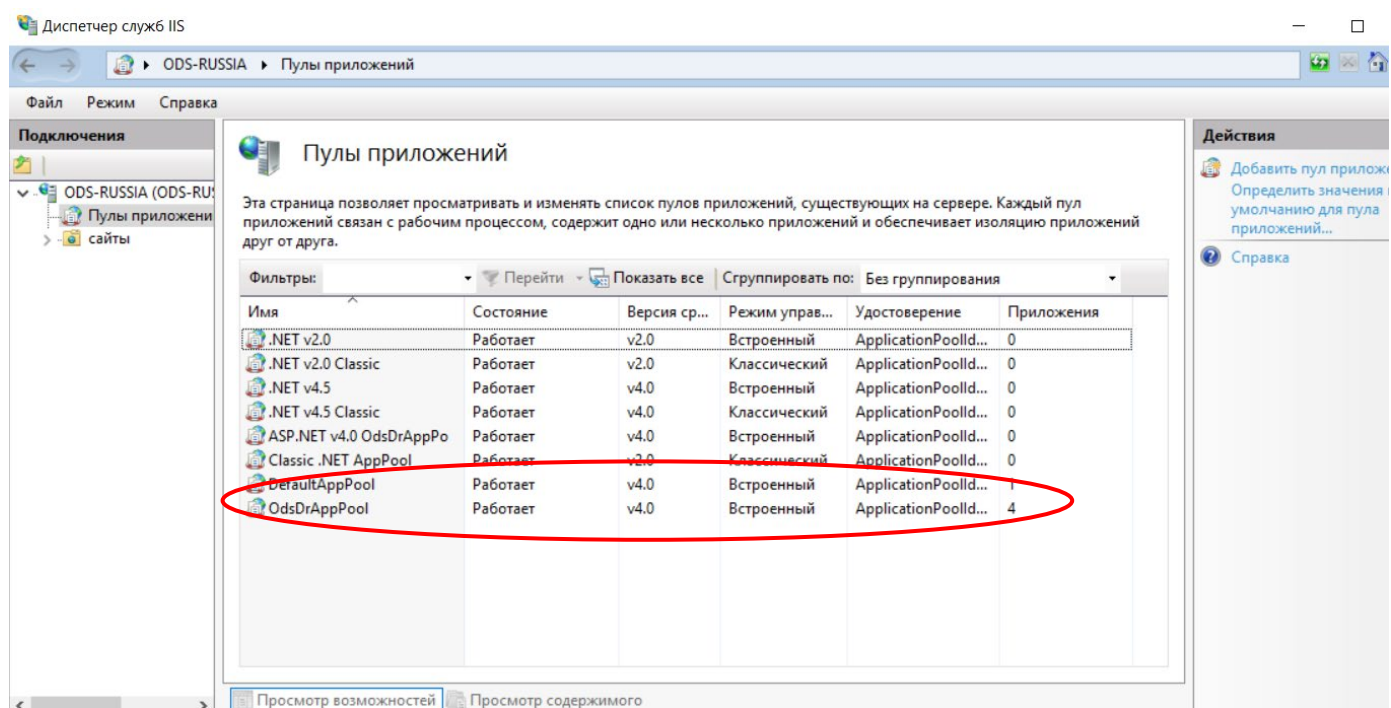 Диспетчер служб IIS
ODS-RUSSIA Пулы приложений
Файл Режим Справка
Подключения
ODS-RUSSIA (ODS-RU
Пулы приложени
сайты
Пулы приложений
Эта страница позволяет просматривать и изменять список пулов приложений, существующих на сервере. Каждый пул
приложений связан с рабочим процессом, содержит одно или несколько приложений и обеспечивает изоляцию приложений
друг от друга.
Фильтры: Перейти Показать все Сгруппировать по: Без группирования
Имя Состояние Версия ср... Режим управ... Удостоверение Приложения
.NET v2.0 Работает v2.0 Встроенный ApplicationPoolId... 0
.NET v2.0 Classic Работает v2.0 Классический ApplicationPoolId... 0
.NET v4.5 Работает v4.0 Встроенный ApplicationPoolId... 0
.NET v4.5 Classic Работает v4.0 Классический ApplicationPoolId... 0
ASP.NET v4.0 OdsDrAppPo Работает v4.0 Встроенный ApplicationPoolId... 0
Classic .NET AppPool Работает v2.0 Классический ApplicationPoolId... 0
DefaultAppPool Работает v4.0 Встроенный ApplicationPoolId... 1
OdsDrAppPool Работает v4.0 Встроенный ApplicationPoolId... 4
Просмотр возможностей Просмотр содержимого
Действия
Добавить пул приложе
Определить значения
умолчанию для пула
приложений...
Справка